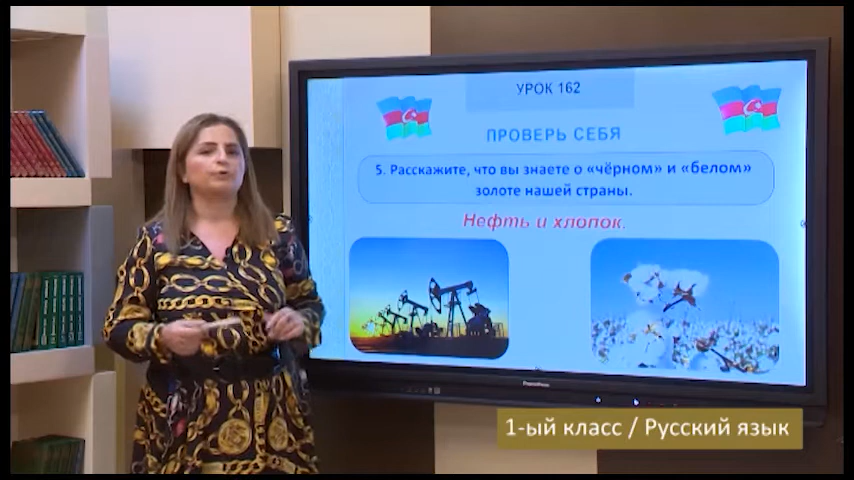 УРОК 162
ПРОВЕРЬ СЕБЯ
5. Расскажите, что вы знаете о «чёрном» и «белом»
золоте нашей страны.
Нефть и хлопок.
1-ый класс / Русский язык